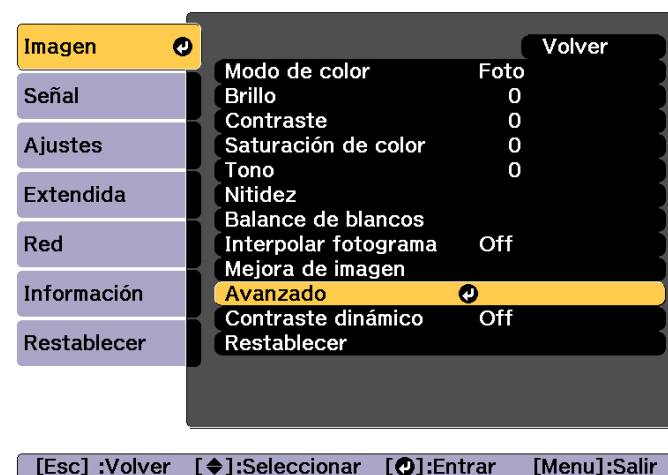 Imagen
Señal
Ajustes
Extendida
Red
Información
Restablecer
Volver
Modo de color Foto
Brillo 0
Contraste 0
Saturación de color 0
Tono 0
Nitidez
Balance de blancos
Interpolar fotograma Off
Mejora de imagen
Avanzado
Contraste dinámico Off
Restablecer
[Esc] :Volver [◆]:Seleccionar [↵]:Entrar [Menu]:Salir